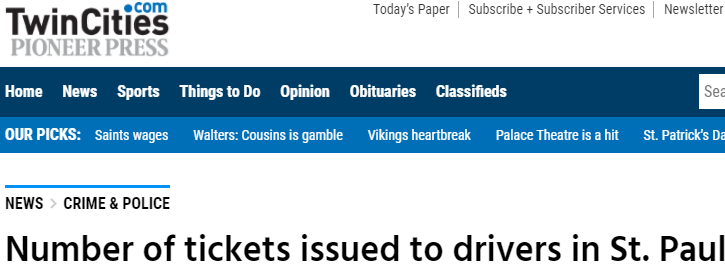 TwinCities.com
PIONEER PRESS
Today's Paper Subscribe + Subscriber Services Newsletter
Home News Sports Things to Do Opinion Obituaries Classifieds Sea
OUR PICKS: Saints wages Walters: Cousins is gamble Vikings heartbreak Palace Theatre is a hit St. Patrick's Da
NEWS > CRIME & POLICE
Number of tickets issued to drivers in St. Paul